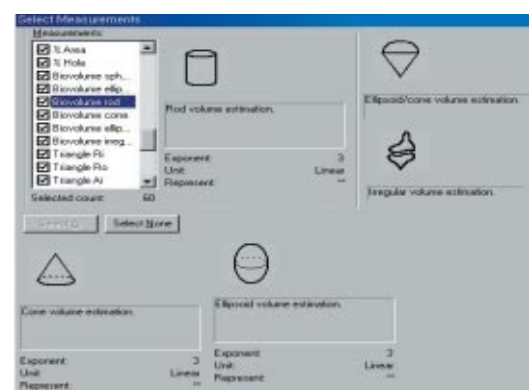 Select Measurements
Measurements:
% Area
% Hole
Biovolume sph...
Biovolume ellip...
Biovolume rod
Biovolume cone
Biovolume ellip...
Biovolume irreg...
Triangle Ri
Triangle Ro
Triangle Ai
Selected count: 60
Rod volume estimation.
Exponent: 3
Unit: Linear
Represent: **
Ellipsoid/cone volume estimation.
Irregular volume estimation.
Select None
Cone volume estimation.
Exponent: 3
Unit: Linear
Represent: **
Ellipsoid volume estimation.
Exponent: 3
Unit: Linear
Represent: **